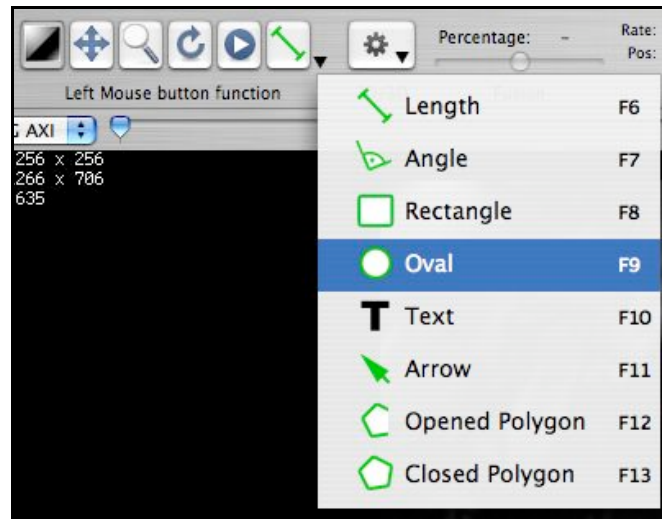 Percentage: -
Rate:
Pos:
Left Mouse button function
G AXI
256 x 256
266 x 706
635
Length F6
Angle F7
Rectangle F8
Oval F9
Text F10
Arrow F11
Opened Polygon F12
Closed Polygon F13